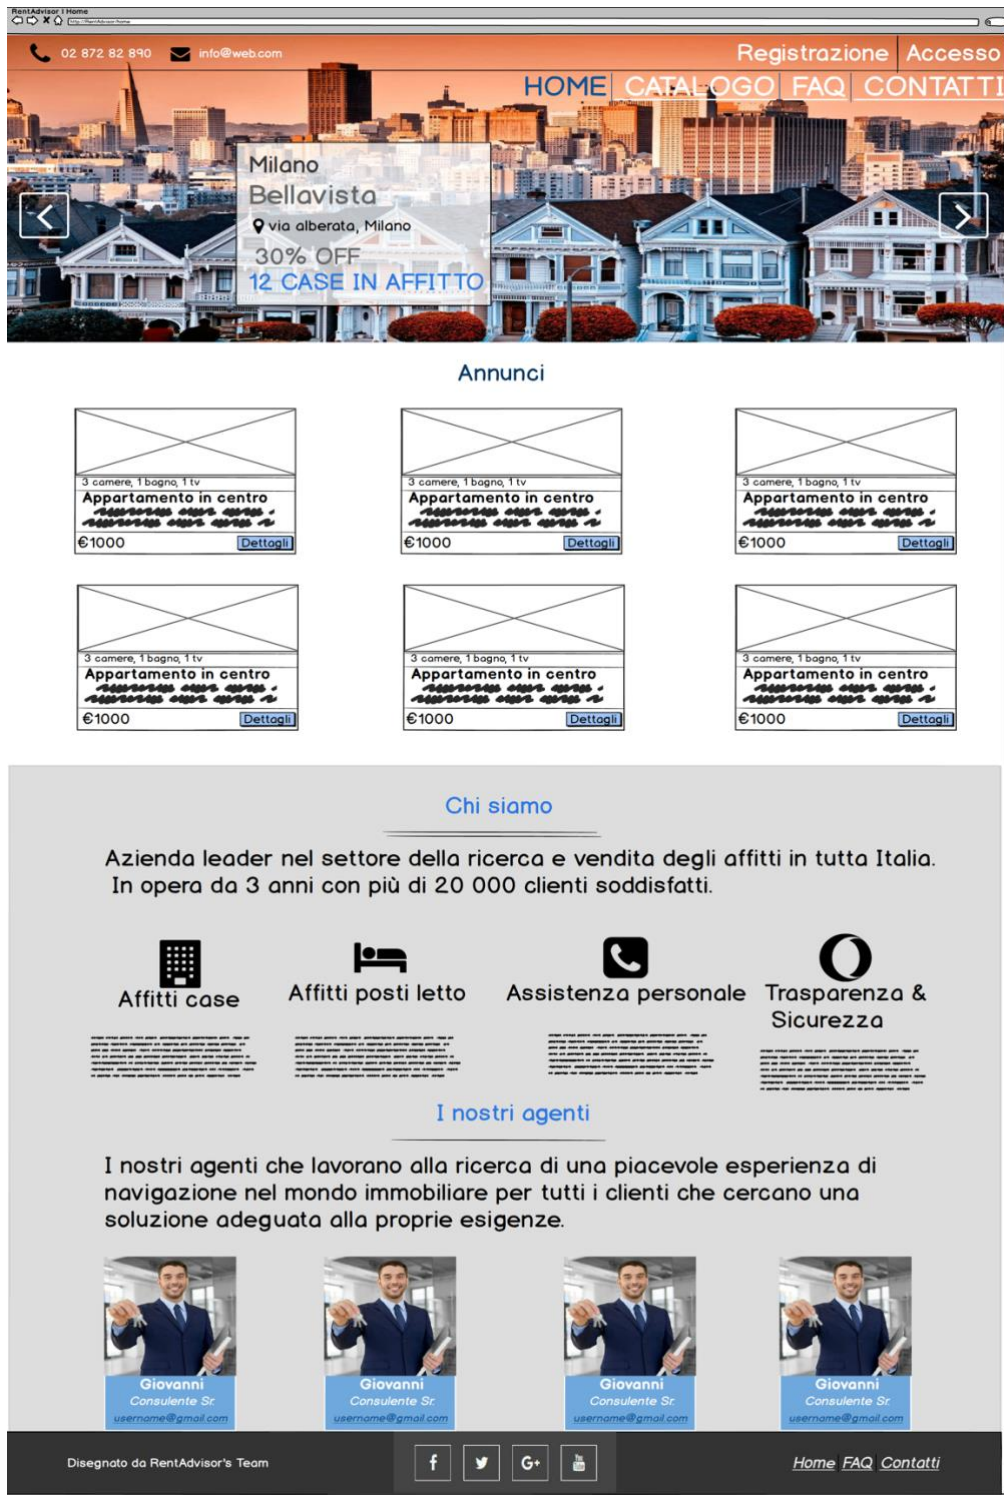 RentAdvisor | Home
http://RentAdvisor/home
02 872 82 890 info@web.com
Registrazione Accesso
HOME CATALOGO FAQ CONTATTI
Milano
Bellavista
via alberata, Milano
30% OFF
12 CASE IN AFFITTO
Annunci
3 camere, 1 bagno, 1 tv
Appartamento in centro
€1000 Dettagli
3 camere, 1 bagno, 1 tv
Appartamento in centro
€1000 Dettagli
3 camere, 1 bagno, 1 tv
Appartamento in centro
€1000 Dettagli
3 camere, 1 bagno, 1 tv
Appartamento in centro
€1000 Dettagli
3 camere, 1 bagno, 1 tv
Appartamento in centro
€1000 Dettagli
3 camere, 1 bagno, 1 tv
Appartamento in centro
€1000 Dettagli
Chi siamo
Azienda leader nel settore della ricerca e vendita degli affitti in tutta Italia.
In opera da 3 anni con più di 20 000 clienti soddisfatti.
Affitti case
Affitti posti letto
Assistenza personale
Trasparenza &
Sicurezza
I nostri agenti
I nostri agenti che lavorano alla ricerca di una piacevole esperienza di
navigazione nel mondo immobiliare per tutti i clienti che cercano una
soluzione adeguata alla proprie esigenze.
Giovanni
Consulente Sr.
username@gmail.com
Giovanni
Consulente Sr.
username@gmail.com
Giovanni
Consulente Sr.
username@gmail.com
Giovanni
Consulente Sr.
username@gmail.com
Disegnato da RentAdvisor's Team
f G+ You Tube
Home FAQ Contatti